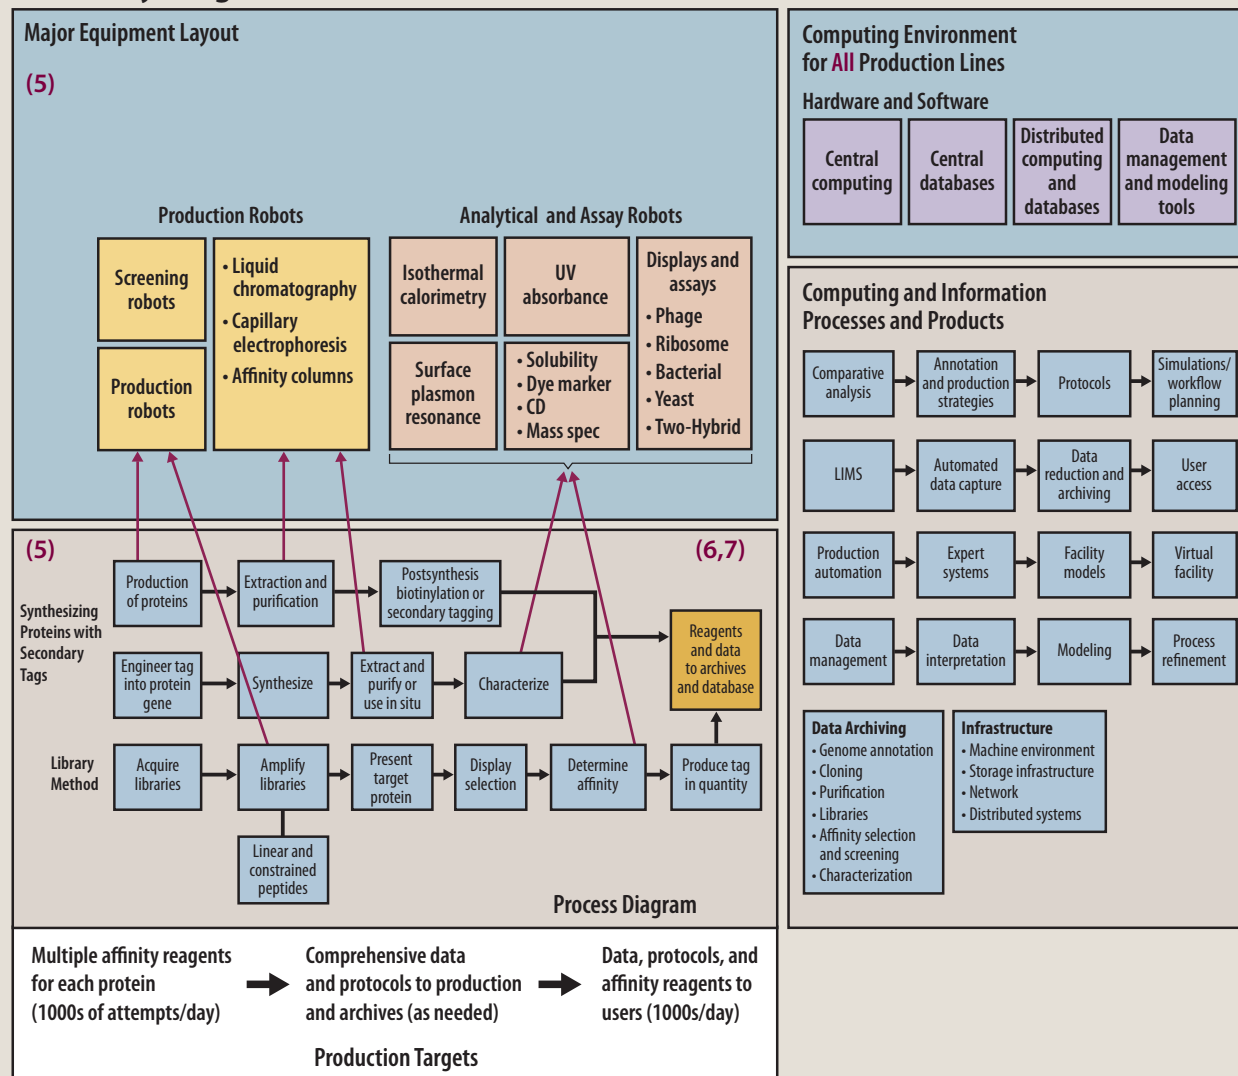 Major Equipment Layout
(5)
Production Robots
Screening
robots
Production
robots
• Liquid
chromatography
• Capillary
electrophoresis
• Affinity columns
Analytical and Assay Robots
Isothermal
calorimetry
UV
absorbance
Surface
plasmon
resonance
• Solubility
• Dye marker
• CD
• Mass spec
Displays and
assays
• Phage
• Ribosome
• Bacterial
• Yeast
• Two-Hybrid
(5)
(6,7)
Synthesizing
Proteins with
Secondary
Tags
Production
of proteins
Extraction and
purification
Postsynthesis
biotinylation or
secondary tagging
Engineer tag
into protein
gene
Synthesize
Extract and
purify or
use in situ
Characterize
Reagents
and data
to archives
and database
Library
Method
Acquire
libraries
Amplify
libraries
Present
target
protein
Display
selection
Determine
affinity
Produce tag
in quantity
Linear and
constrained
peptides
Process Diagram
Multiple affinity reagents
for each protein
(1000s of attempts/day)
Comprehensive data
and protocols to production
and archives (as needed)
Data, protocols, and
affinity reagents to
users (1000s/day)
Production Targets
Computing Environment
for All Production Lines
Hardware and Software
Central
computing
Central
databases
Distributed
computing
and
databases
Data
management
and modeling
tools
Computing and Information
Processes and Products
Comparative
analysis
Annotation
and production
strategies
Protocols
Simulations/
workflow
planning
LIMS
Automated
data capture
Data
reduction and
archiving
User
access
Production
automation
Expert
systems
Facility
models
Virtual
facility
Data
management
Data
interpretation
Modeling
Process
refinement
Data Archiving
• Genome annotation
• Cloning
• Purification
• Libraries
• Affinity selection
and screening
• Characterization
Infrastructure
• Machine environment
• Storage infrastructure
• Network
• Distributed systems